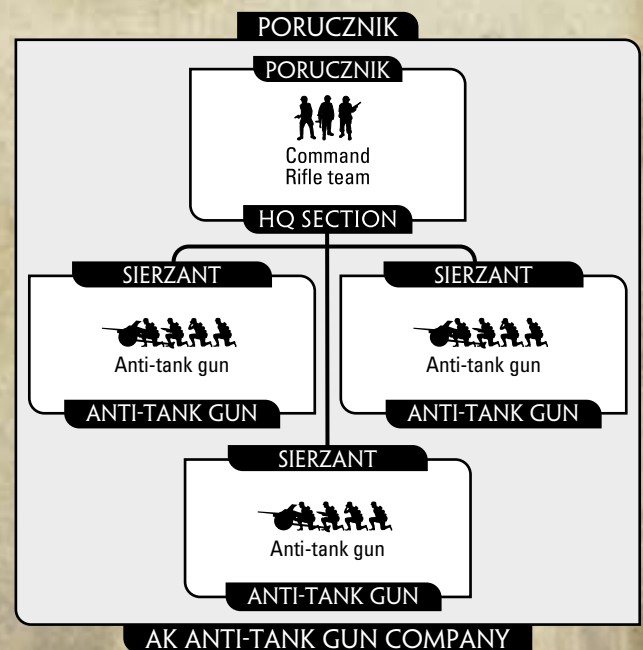 PORUCZNIK
PORUCZNIK
Command
Rifle team
HQ SECTION
SIERZANT
Anti-tank gun
ANTI-TANK GUN
SIERZANT
Anti-tank gun
ANTI-TANK GUN
SIERZANT
Anti-tank gun
ANTI-TANK GUN
AK ANTI-TANK GUN COMPANY